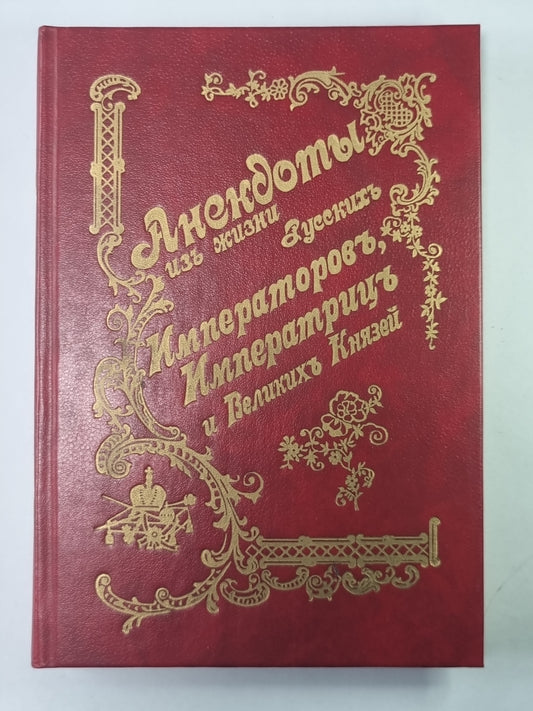 Анекдоты
изъ жизни Русскихъ
Императоровъ,
Императрицъ
и Великихъ Князей